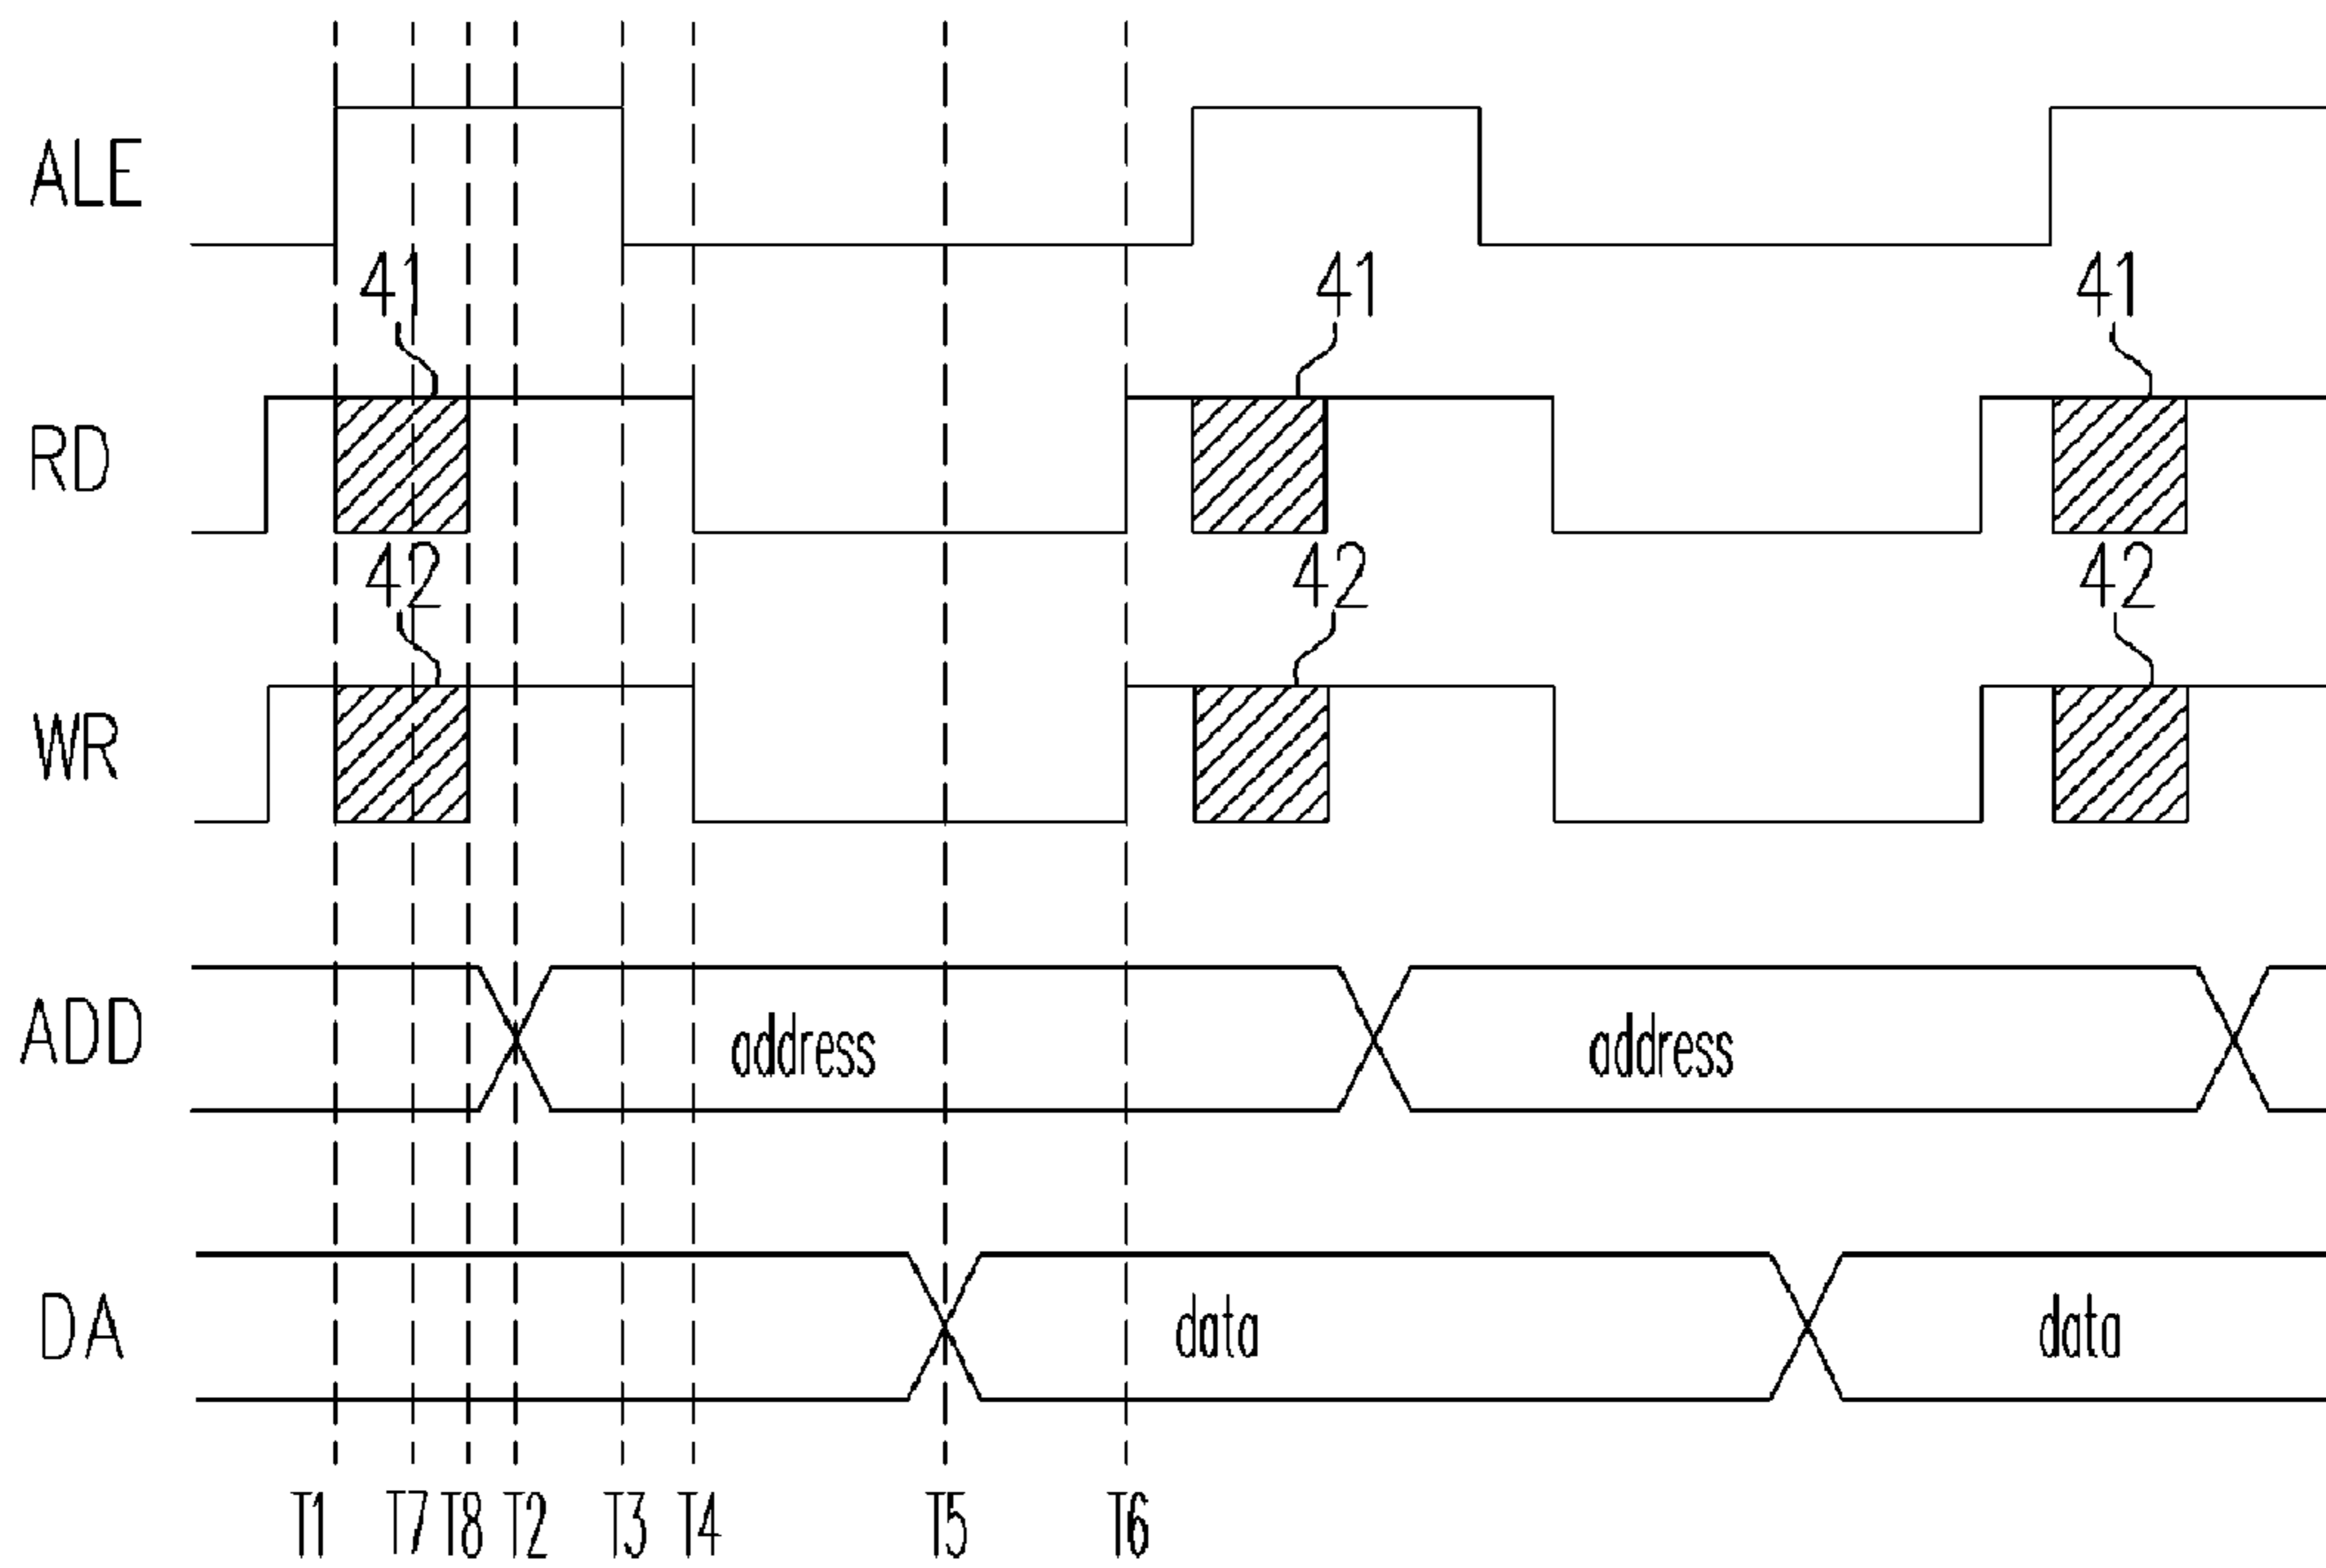 ALE
41 41 41
RD
42 42 42
WR
ADD address address
DA data data
T1 T7 T8 T2 T3 T4 T5 T6